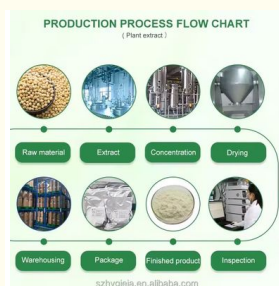 PRODUCTION PROCESS FLOW CHART
( Plant extract )
Raw material
Extract
Concentration
Drying
Warehousing
Package
Finished product
Inspection